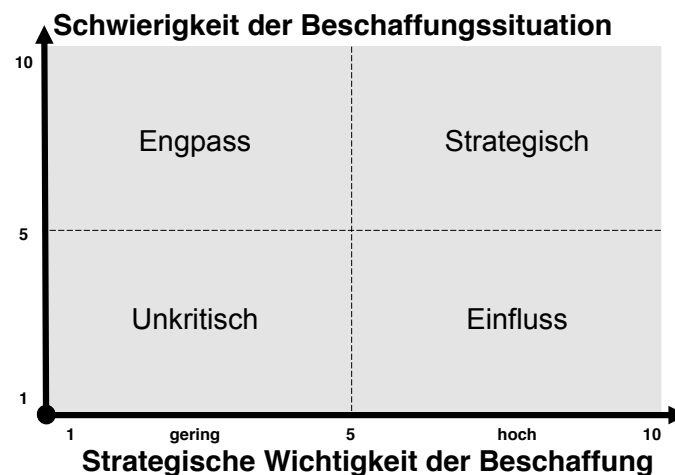 Schwierigkeit der Beschaffungssituation
10
Engpass Strategisch
5
Unkritisch Einfluss
1
1 gering 5 hoch 10
Strategische Wichtigkeit der Beschaffung